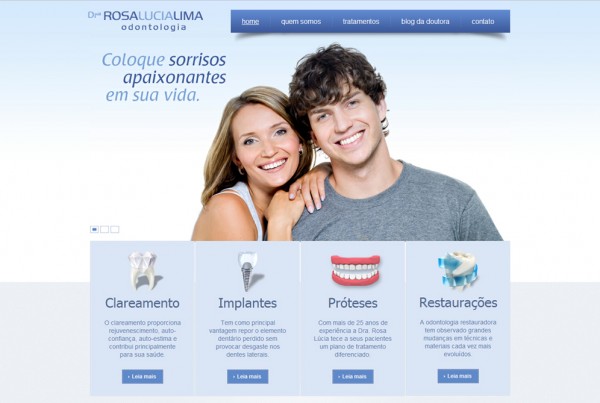 Dra ROSALUCIALIMA
odontologia
home quem somos tratamentos blog da doutora contato
Coloque sorrisos
apaixonantes
em sua vida.
Clareamento
O clareamento proporciona
rejuvenescimento, auto-
confiança, auto-estima e
contribui principalmente
para sua saúde.
› Leia mais
Implantes
Tem como principal
vantagem repor o elemento
dentário perdido sem
provocar desgaste nos
dentes laterais.
› Leia mais
Próteses
Com mais de 25 anos de
experiência a Dra. Rosa
Lúcia tece a seus pacientes
um plano de tratamento
diferenciado.
› Leia mais
Restaurações
A odontologia restauradora
tem observado grandes
mudanças em técnicas e
materiais cada vez mais
evoluídos.
› Leia mais